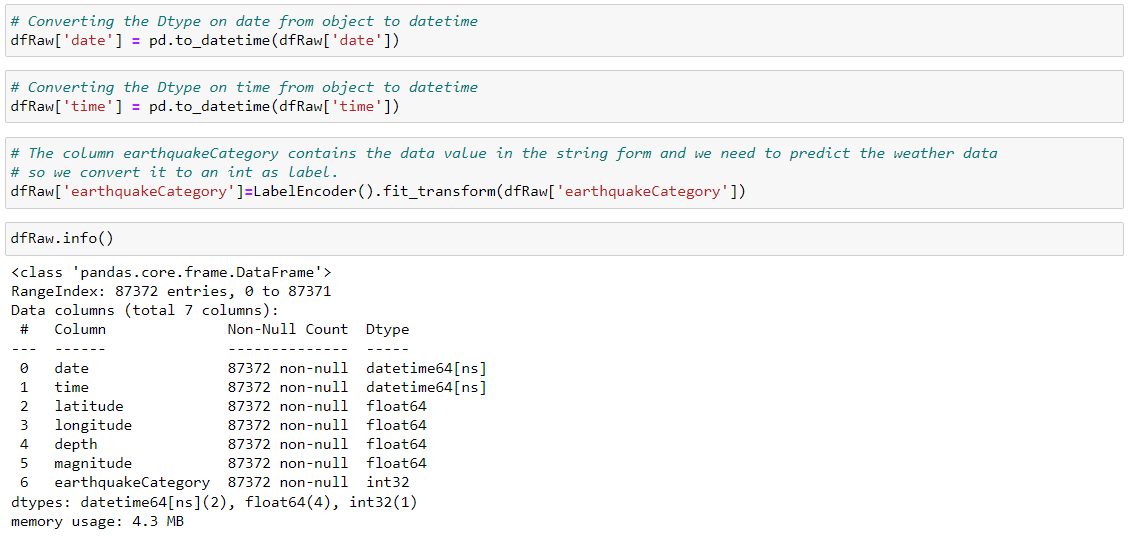 # Converting the Dtype on date from object to datetime
dfRaw['date'] = pd.to_datetime(dfRaw['date'])
# Converting the Dtype on time from object to datetime
dfRaw['time'] = pd.to_datetime(dfRaw['time'])
# The column earthquakeCategory contains the data value in the string form and we need to predict the weather data
# so we convert it to an int as label.
dfRaw['earthquakeCategory']=LabelEncoder().fit_transform(dfRaw['earthquakeCategory'])
dfRaw.info()
<class 'pandas.core.frame.DataFrame'>
RangeIndex: 87372 entries, 0 to 87371
Data columns (total 7 columns):
 #   Column              Non-Null Count  Dtype
---  ------              --------------  -----
 0   date                87372 non-null  datetime64[ns]
 1   time                87372 non-null  datetime64[ns]
 2   latitude            87372 non-null  float64
 3   longitude           87372 non-null  float64
 4   depth               87372 non-null  float64
 5   magnitude           87372 non-null  float64
 6   earthquakeCategory  87372 non-null  int32
dtypes: datetime64[ns](2), float64(4), int32(1)
memory usage: 4.3 MB